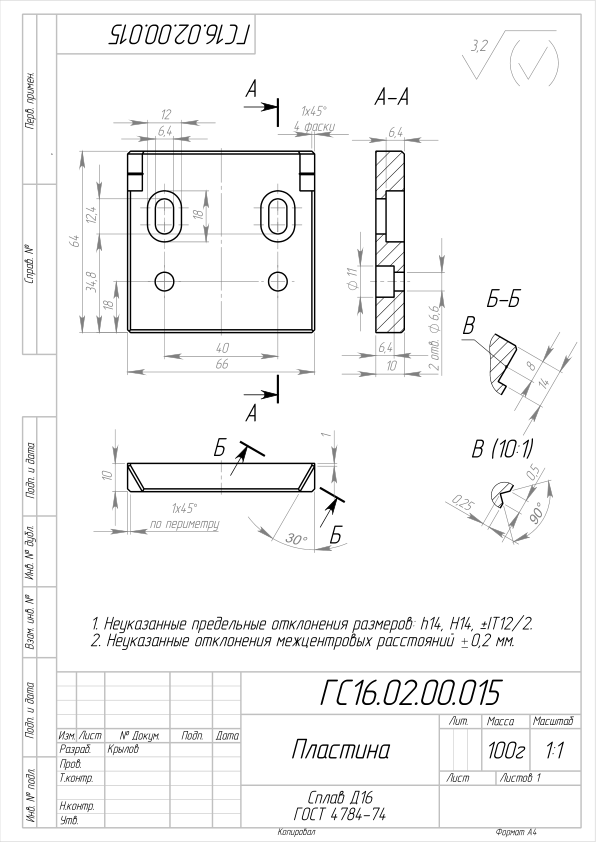 ГС16.02.00.015
Перв. примен.
Справ. №
Подп. и дата
Инв. № дубл.
Взам. инв. №
Подп. и дата
Инв. № подл.
3,2
А
А-А
1х45°
4 фаски
12
6,4
6,4
64
12,4
34,8
18
18
Ф 11
2 отв. Ф 6,6
Б-Б
В
8
14
40
66
6,4
10
А
Б
1
В (10:1)
10
1х45°
по периметру
30°
Б
0,25
0,5
90°
1. Неуказанные предельные отклонения размеров: h14, H14, ±IT12/2.
2. Неуказанные отклонения межцентровых расстояний ±0,2 мм.
ГС16.02.00.015
Изм. Лист № Докум. Подп. Дата
Разраб. Крылов
Пров.
Т.контр.
Н.контр.
Утв.
Пластина
Лит. Масса Масштаб
100г 1:1
Лист Листов 1
Сплав Д16
ГОСТ 4784-74
Копировал Формат А4